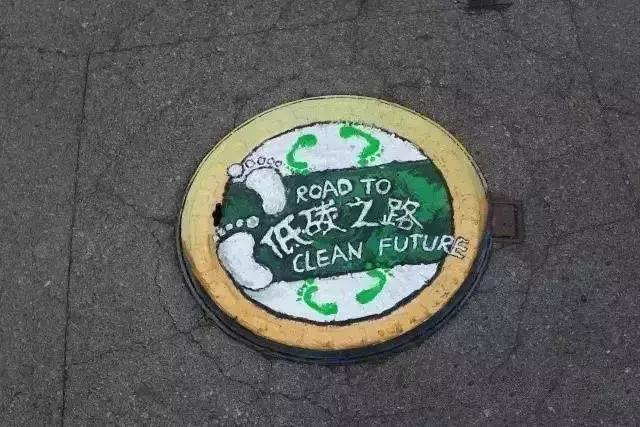 ROAD TO
低碳之路
CLEAN FUTURE